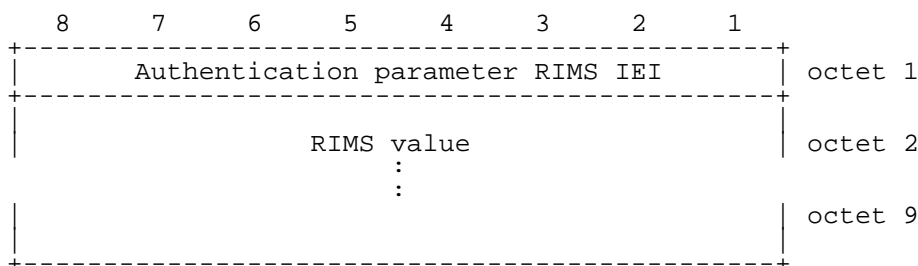 8 7 6 5 4 3 2 1
Authentication parameter RIMS IEI octet 1
RIMS value octet 2
:
:
octet 9